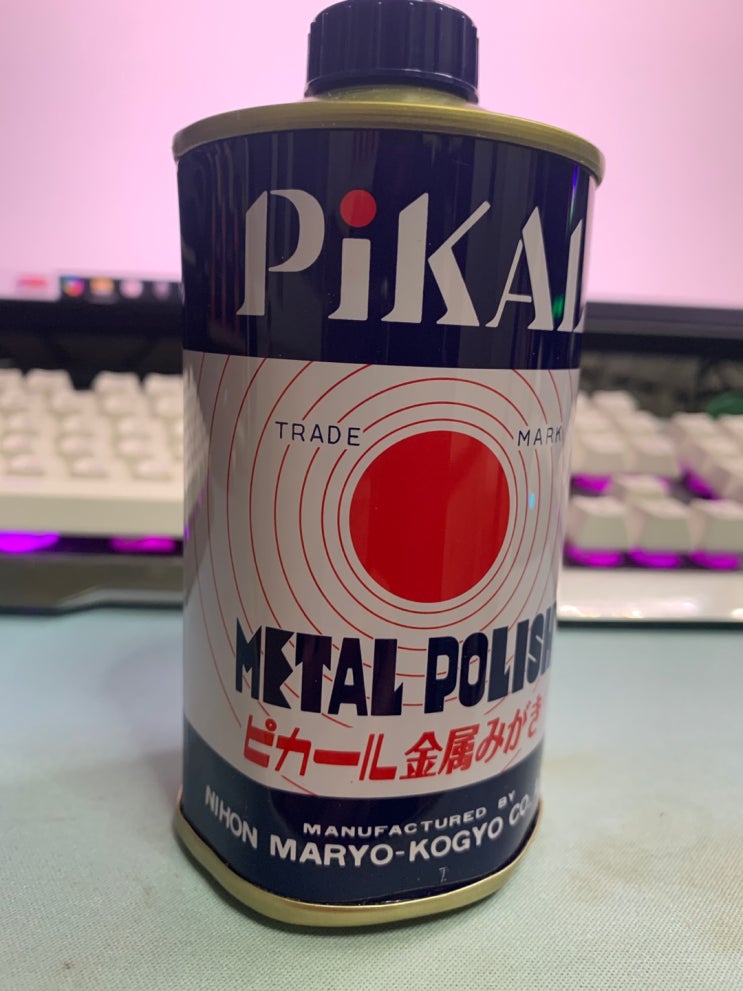 PiKAL
TRADE MARK
METAL POLISH
ピカール金属みがき
MANUFACTURED BY
NIHON MARYO-KOGYO CO.